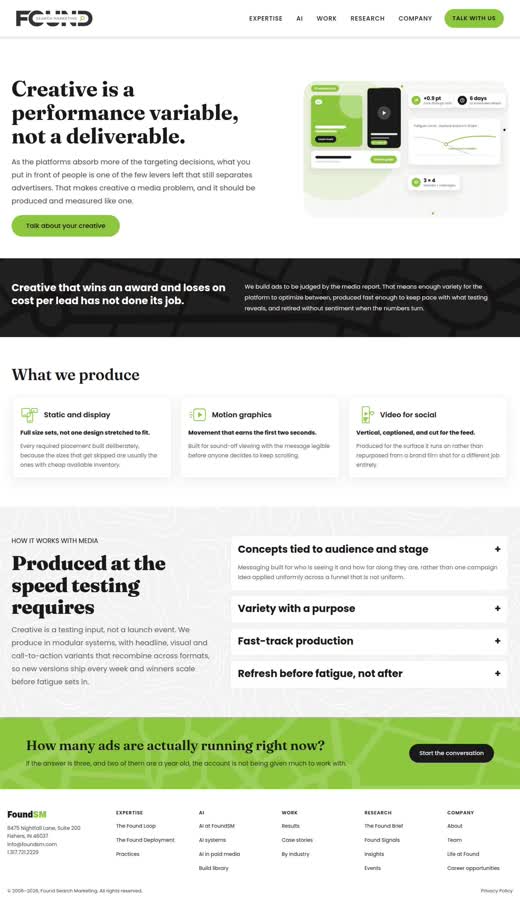 FOUND
SEARCH MARKETING
EXPERTISE
AI
WORK
RESEARCH
COMPANY
TALK WITH US
Creative is a
performance variable,
not a deliverable.
As the platforms absorb more of the targeting decisions, what you
put in front of people is one of the few levers left that still separates
advertisers. That makes creative a media problem, and it should be
produced and measured like one.
Talk about your creative
+0.9 pt
6 days
3 × 4
Creative that wins an award and loses on
cost per lead has not done its job.
We build ads to be judged by the media report. That means enough variety for the
platform to optimize between, produced fast enough to keep pace with what testing
reveals, and retired without sentiment when the numbers turn.
What we produce
Static and display
Full size sets, not one design stretched to fit.
Every required placement built deliberately,
because the sizes that get skipped are usually the
ones with cheap available inventory.
Motion graphics
Movement that earns the first two seconds.
Built for sound-off viewing with the message legible
before anyone decides to keep scrolling.
Video for social
Vertical, captioned, and cut for the feed.
Produced for the surface it runs on rather than
repurposed from a brand film shot for a different job
entirely.
HOW IT WORKS WITH MEDIA
Produced at the
speed testing
requires
Creative is a testing input, not a launch event. We
produce in modular systems, with headline, visual and
call-to-action variants that recombine across formats,
so new versions ship every week and winners scale
before fatigue sets in.
Concepts tied to audience and stage +
Messaging built for who is seeing it and how far along they are, rather than one campaign
idea applied uniformly across a funnel that is not uniform.
Variety with a purpose +
Fast-track production +
Refresh before fatigue, not after +
How many ads are actually running right now?
If the answer is three, and two of them are a year old, the account is not being given much to work with.
Start the conversation
FoundSM
8475 Nightfall Lane, Suite 200
Fishers, IN 46037
info@foundsm.com
1.317.721.2229
EXPERTISE
The Found Loop
The Found Deployment
Practices
AI
AI at FoundSM
AI systems
AI in paid media
Build library
WORK
Results
Case stories
By industry
RESEARCH
The Found Brief
Found Signals
Insights
Events
COMPANY
About
Team
Life at Found
Career opportunities
© 2008–2026, Found Search Marketing. All rights reserved.
Privacy Policy